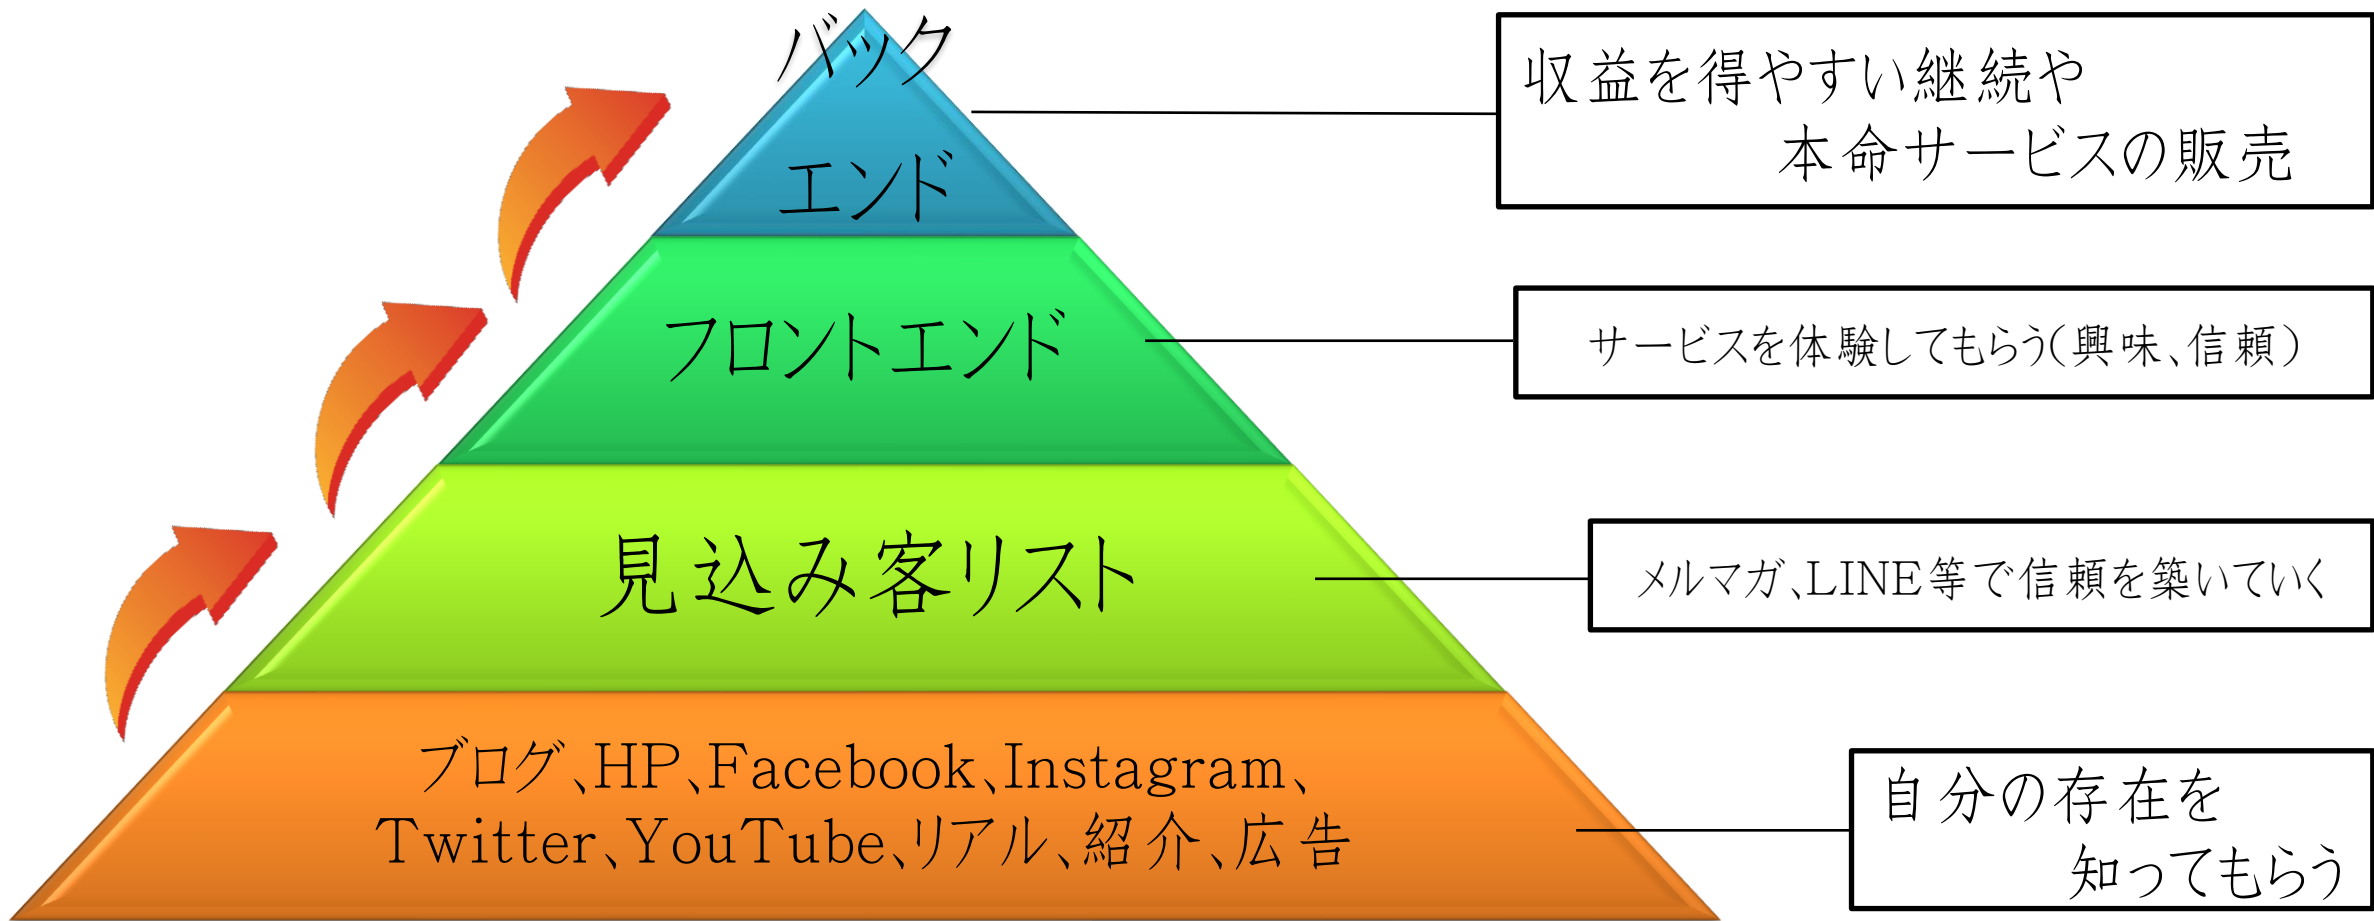 バック
エンド
収益を得やすい継続や
本命サービスの販売
フロントエンド
サービスを体験してもらう(興味、信頼)
見込み客リスト
メルマガ、LINE等で信頼を築いていく
ブログ、HP、Facebook、Instagram、
Twitter、YouTube、リアル、紹介、広告
自分の存在を
知ってもらう